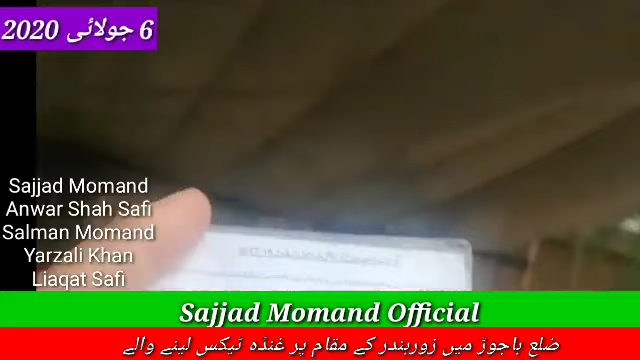 6 جولائی 2020
Sajjad Momand
Anwar Shah Safi
Salman Momand
Yarzali Khan
Liaqat Safi
Sajjad Momand Official
ضلع باجوڑ میں زوربندر کے مقام پر غنڈہ ٹیکس لینے والے